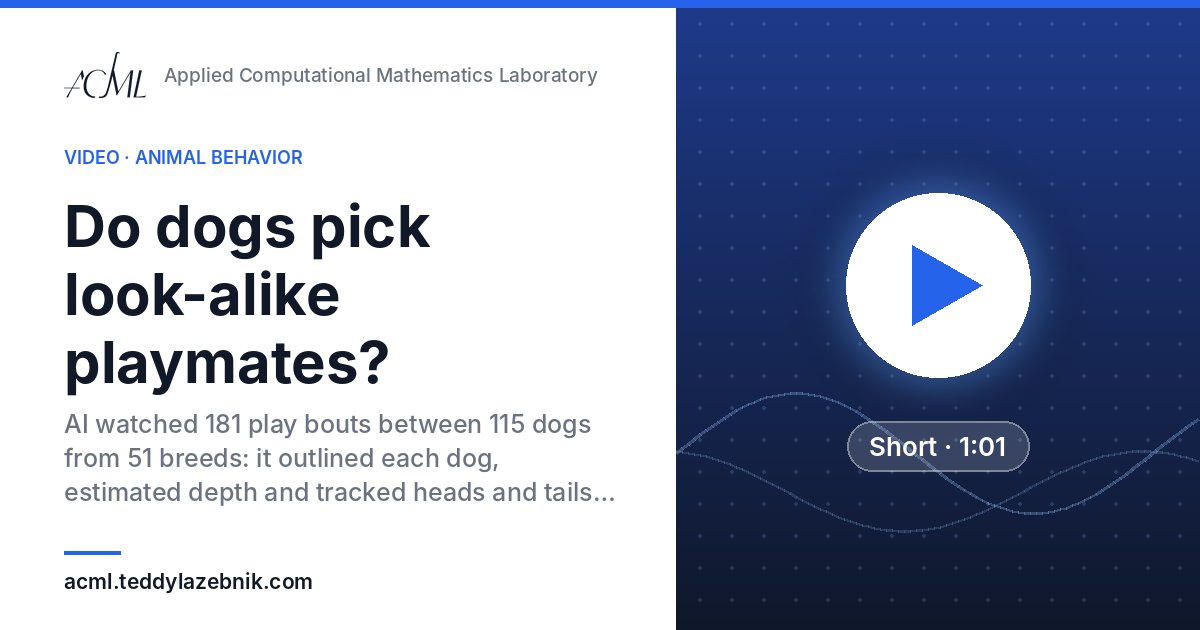 ACML Applied Computational Mathematics Laboratory
VIDEO · ANIMAL BEHAVIOR
Do dogs pick
look-alike
playmates?
AI watched 181 play bouts between 115 dogs
from 51 breeds: it outlined each dog,
estimated depth and tracked heads and tails...
acml.teddylazebnik.com
Short · 1:01